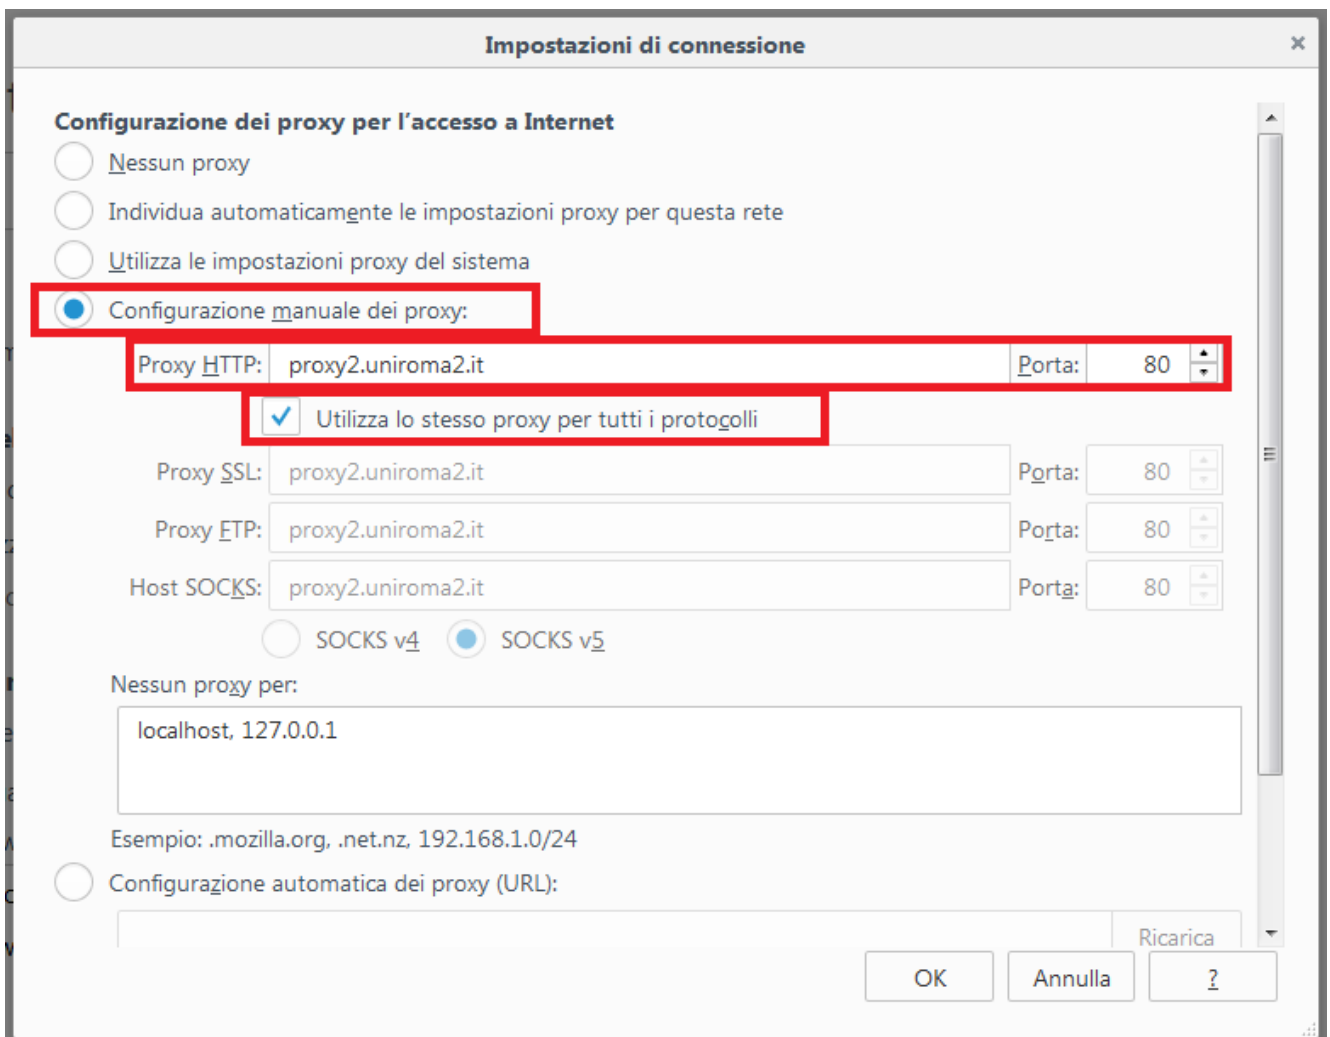 Impostazioni di connessione
Configurazione dei proxy per l'accesso a Internet
Nessun proxy
Individua automaticamente le impostazioni proxy per questa rete
Utilizza le impostazioni proxy del sistema
Configurazione manuale dei proxy:
Proxy HTTP: proxy2.uniroma2.it Porta: 80
Utilizza lo stesso proxy per tutti i protocolli
Proxy SSL: proxy2.uniroma2.it Porta: 80
Proxy FTP: proxy2.uniroma2.it Porta: 80
Host SOCKS: proxy2.uniroma2.it Porta: 80
SOCKS v4 SOCKS v5
Nessun proxy per:
localhost, 127.0.0.1
Esempio: .mozilla.org, .net.nz, 192.168.1.0/24
Configurazione automatica dei proxy (URL):
Ricarica
OK Annulla ?